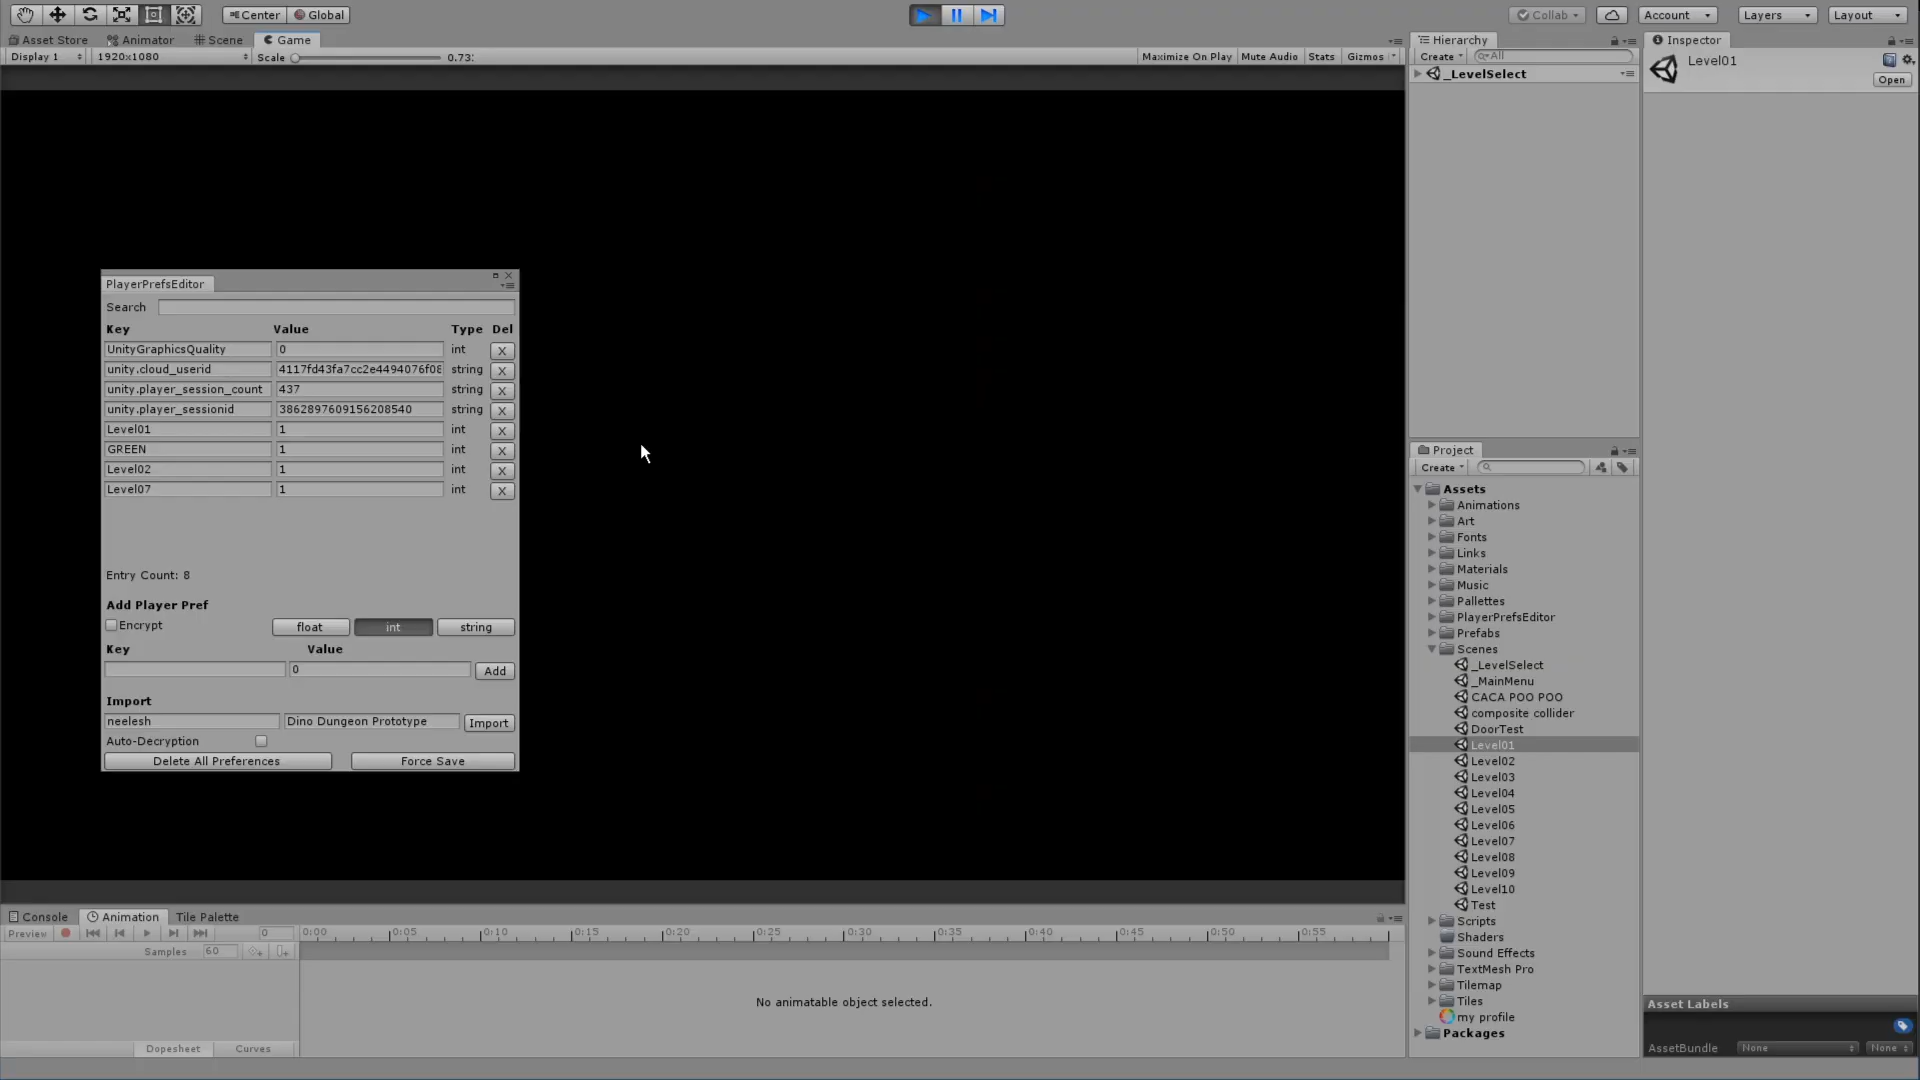 Center Global Collab Account Layers Layout
Asset Store Animator Scene Game
Display 1 1920x1080 Scale 0.73: Maximize On Play Mute Audio Stats Gizmos
Hierarchy
Create All
_LevelSelect
Inspector
Level01
Open
PlayerPrefsEditor
Search
Key Value Type Del
UnityGraphicsQuality 0 int X
unity.cloud_userid 4117fd43fa7cc2e4494076f08 string X
unity.player_session_count 437 string X
unity.player_sessionid 3862897609156208540 string X
Level01 1 int X
GREEN 1 int X
Level02 1 int X
Level07 1 int X
Entry Count: 8
Add Player Pref
Encrypt float int string
Key Value
0 Add
Import
neelesh Dino Dungeon Prototype Import
Auto-Decryption
Delete All Preferences Force Save
Project
Create
Assets
Animations
Art
Fonts
Links
Materials
Music
Pallettes
PlayerPrefsEditor
Prefabs
Scenes
_LevelSelect
_MainMenu
CACA POO POO
composite collider
DoorTest
Level01
Level02
Level03
Level04
Level05
Level06
Level07
Level08
Level09
Level10
Test
Scripts
Shaders
Sound Effects
TextMesh Pro
Tilemap
Tiles
my profile
Packages
Console Animation Tile Palette
Preview 0 0:00 0:05 0:10 0:15 0:20 0:25 0:30 0:35 0:40 0:45 0:50 0:55
Samples 60
No animatable object selected.
Dopesheet Curves
Asset Labels
AssetBundle None None